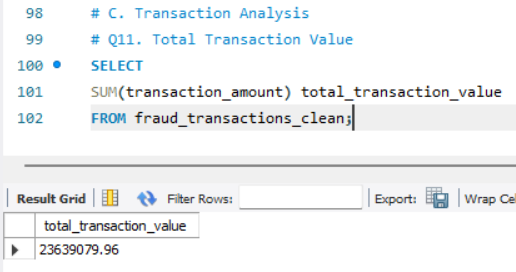 98 # C. Transaction Analysis
99 # Q11. Total Transaction Value
100 SELECT
101 SUM(transaction_amount) total_transaction_value
102 FROM fraud_transactions_clean;
Result Grid Filter Rows: Export: Wrap Ce
total_transaction_value
23639079.96